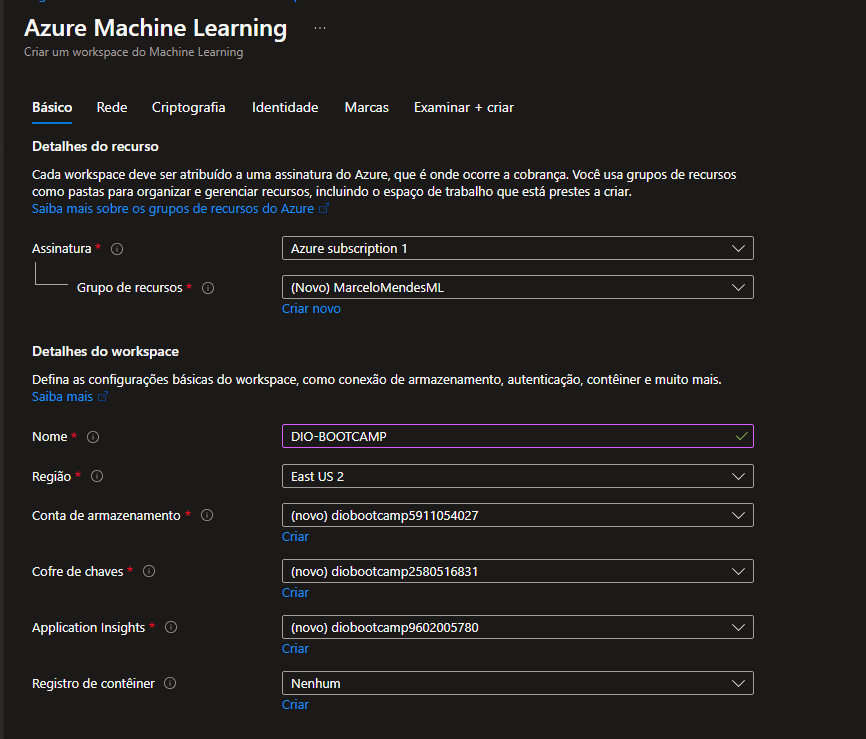 Azure Machine Learning ...
Criar um workspace do Machine Learning
Básico Rede Criptografia Identidade Marcas Examinar + criar
Detalhes do recurso
Cada workspace deve ser atribuído a uma assinatura do Azure, que é onde ocorre a cobrança. Você usa grupos de recursos
como pastas para organizar e gerenciar recursos, incluindo o espaço de trabalho que está prestes a criar.
Saiba mais sobre os grupos de recursos do Azure
Assinatura * Azure subscription 1
Grupo de recursos * (Novo) MarceloMendesML
Criar novo
Detalhes do workspace
Defina as configurações básicas do workspace, como conexão de armazenamento, autenticação, contêiner e muito mais.
Saiba mais
Nome * DIO-BOOTCAMP
Região * East US 2
Conta de armazenamento * (novo) diobootcamp5911054027
Criar
Cofre de chaves * (novo) diobootcamp2580516831
Criar
Application Insights * (novo) diobootcamp9602005780
Criar
Registro de contêiner Nenhum
Criar